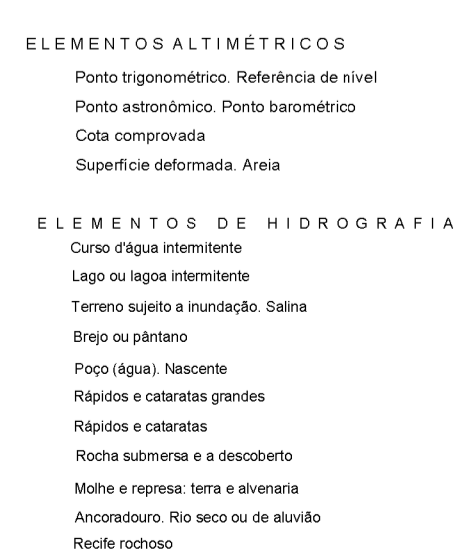 ELEMENTOS ALTIMÉTRICOS
Ponto trigonométrico. Referência de nível
Ponto astronômico. Ponto barométrico
Cota comprovada
Superfície deformada. Areia
ELEMENTOS DE HIDROGRAFIA
Curso d'água intermitente
Lago ou lagoa intermitente
Terreno sujeito a inundação. Salina
Brejo ou pântano
Poço (água). Nascente
Rápidos e cataratas grandes
Rápidos e cataratas
Rocha submersa e a descoberto
Molhe e represa: terra e alvenaria
Ancoradouro. Rio seco ou de aluvião
Recife rochoso